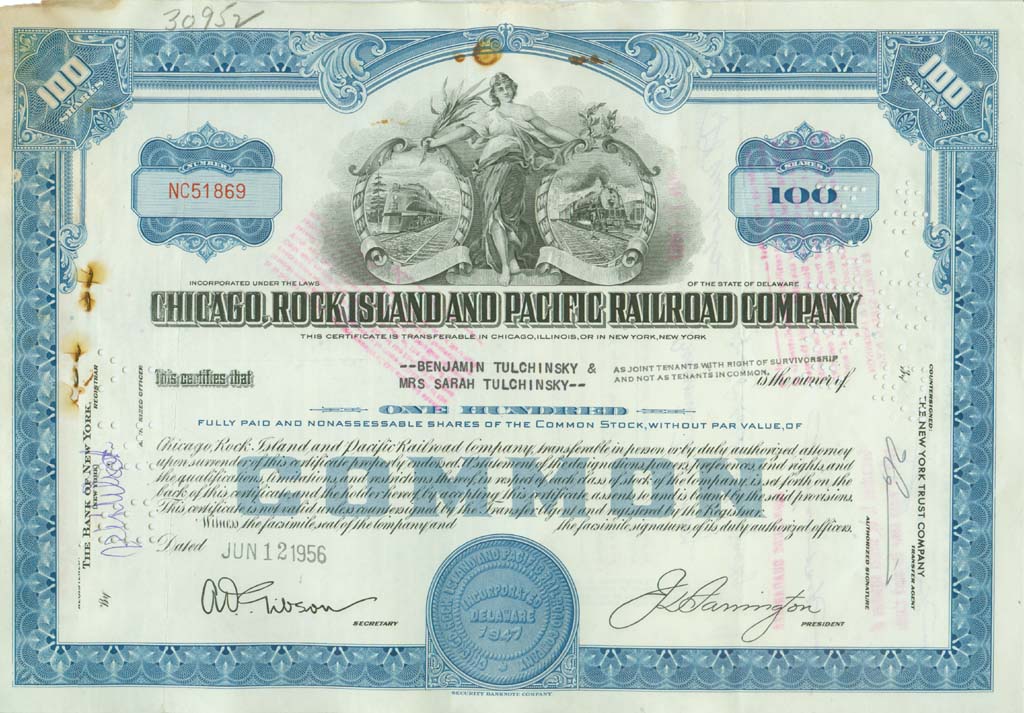 30952
100
SHARES
100
SHARES
NUMBER
NC51869
SHARES
100
INCORPORATED UNDER THE LAWS OF THE STATE OF DELAWARE
CHICAGO, ROCK ISLAND AND PACIFIC RAILROAD COMPANY
THIS CERTIFICATE IS TRANSFERABLE IN CHICAGO, ILLINOIS, OR IN NEW YORK, NEW YORK
This certifies that
--BENJAMIN TULCHINSKY &
MRS SARAH TULCHINSKY--
AS JOINT TENANTS WITH RIGHT OF SURVIVORSHIP
AND NOT AS TENANTS IN COMMON.
is the owner of
ONE HUNDRED
FULLY PAID AND NONASSESSABLE SHARES OF THE COMMON STOCK, WITHOUT PAR VALUE, OF
Chicago, Rock Island and Pacific Railroad Company, transferable in person or by duly authorized attorney
upon surrender of this certificate properly endorsed. A statement of the designations, powers, preferences and rights, and
the qualifications, limitations, and restrictions thereof, in respect of each class of stock of the company, is set forth on the
back of this certificate and the holder hereof by accepting this certificate assents to and is bound by the said provisions.
This certificate is not valid unless countersigned by the Transfer Agent and registered by the Registrar.
Witness the facsimile seal of the company and the facsimile signatures of its duly authorized officers.
COMMON
Dated JUN 12 1956
A.D. Gibson
SECRETARY
INCORPORATED
DELAWARE
1947
J.D. Farrington
PRESIDENT
THE BANK OF NEW YORK,
(NEW YORK)
REGISTRAR
By
AUTHORIZED OFFICER
COUNTERSIGNED:
THE NEW YORK TRUST COMPANY
TRANSFER AGENT
By
AUTHORIZED SIGNATURE
SECURITY BANKNOTE COMPANY